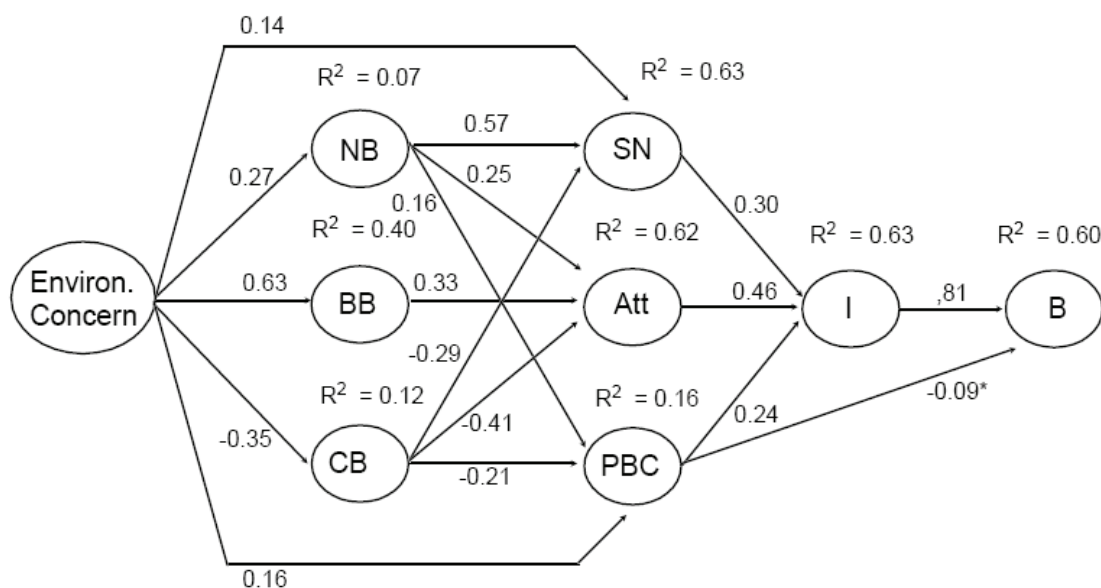 0.14
R² = 0.07
R² = 0.63
NB
0.57
SN
0.27
0.25
0.16
0.30
R² = 0.40
R² = 0.62
R² = 0.63
R² = 0.60
Environ.
Concern
0.63
BB
0.33
Att
0.46
I
,81
B
-0.29
R² = 0.12
R² = 0.16
-0.09*
-0.35
-0.41
0.24
CB
-0.21
PBC
0.16